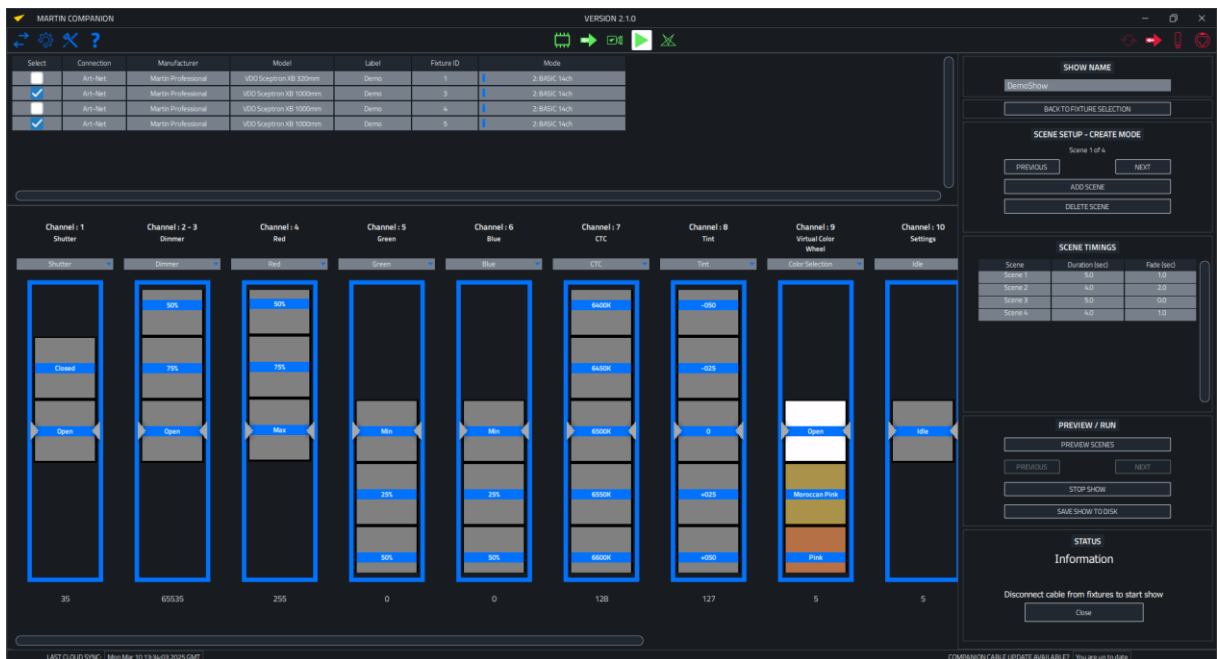 MARTIN COMPANION
VERSION 2.1.0
?
Select Connection Manufacturer Model Label Fixture ID Mode
Art-Net Martin Professional VDO Sceptron XB 320mm Demo 1 2: BASIC 14ch
Art-Net Martin Professional VDO Sceptron XB 1000mm Demo 3 2: BASIC 14ch
Art-Net Martin Professional VDO Sceptron XB 1000mm Demo 4 2: BASIC 14ch
Art-Net Martin Professional VDO Sceptron XB 1000mm Demo 5 2: BASIC 14ch
Channel : 1 Channel : 2 - 3 Channel : 4 Channel : 5 Channel : 6 Channel : 7 Channel : 8 Channel : 9 Channel : 10
Shutter Dimmer Red Green Blue CTC Tint Virtual Color Settings
Wheel
Shutter Dimmer Red Green Blue CTC Tint Color Selection Idle
50% 50% 6400K -050
Closed 75% 75% 6450K -025
Open Open Max Min Min 6500K 0 Open Idle
25% 25% 6550K +025 Moroccan Pink
50% 50% 6600K +050 Pink
35 65535 255 0 0 128 127 5 5
SHOW NAME
DemoShow
BACK TO FIXTURE SELECTION
SCENE SETUP - CREATE MODE
Scene 1 of 4
PREVIOUS NEXT
ADD SCENE
DELETE SCENE
SCENE TIMINGS
Scene Duration (sec) Fade (sec)
Scene 1 5.0 1.0
Scene 2 4.0 2.0
Scene 3 5.0 0.0
Scene 4 4.0 1.0
PREVIEW / RUN
PREVIEW SCENES
PREVIOUS NEXT
STOP SHOW
SAVE SHOW TO DISK
STATUS
Information
Disconnect cable from fixtures to start show
Close
LAST CLOUD SYNC: Mon Mar 10 13:34:03 2025 GMT
COMPANION CABLE UPDATE AVAILABLE? You are up to date